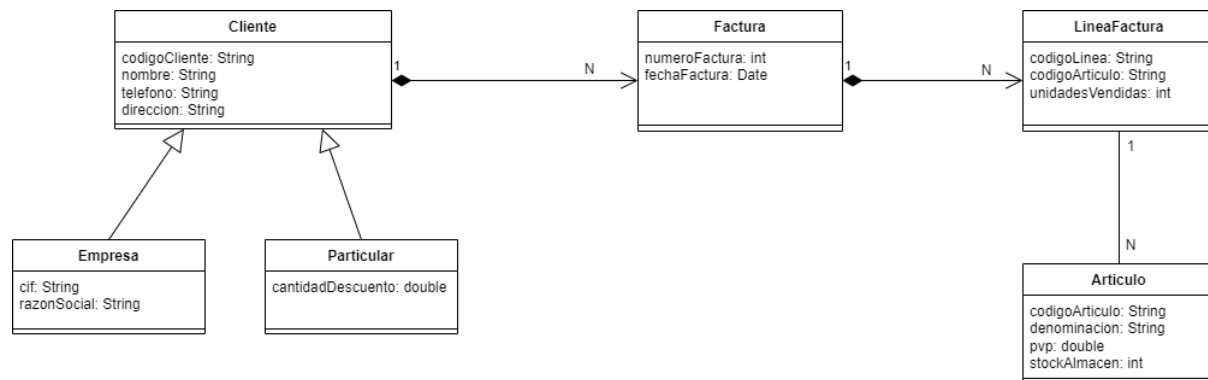 Cliente
codigoCliente: String
nombre: String
telefono: String
direccion: String
1
N
Factura
numeroFactura: int
fechaFactura: Date
1
N
LineaFactura
codigoLinea: String
codigoArticulo: String
unidadesVendidas: int
1
N
Empresa
cif: String
razonSocial: String
Particular
cantidadDescuento: double
Articulo
codigoArticulo: String
denominacion: String
pvp: double
stockAlmacen: int